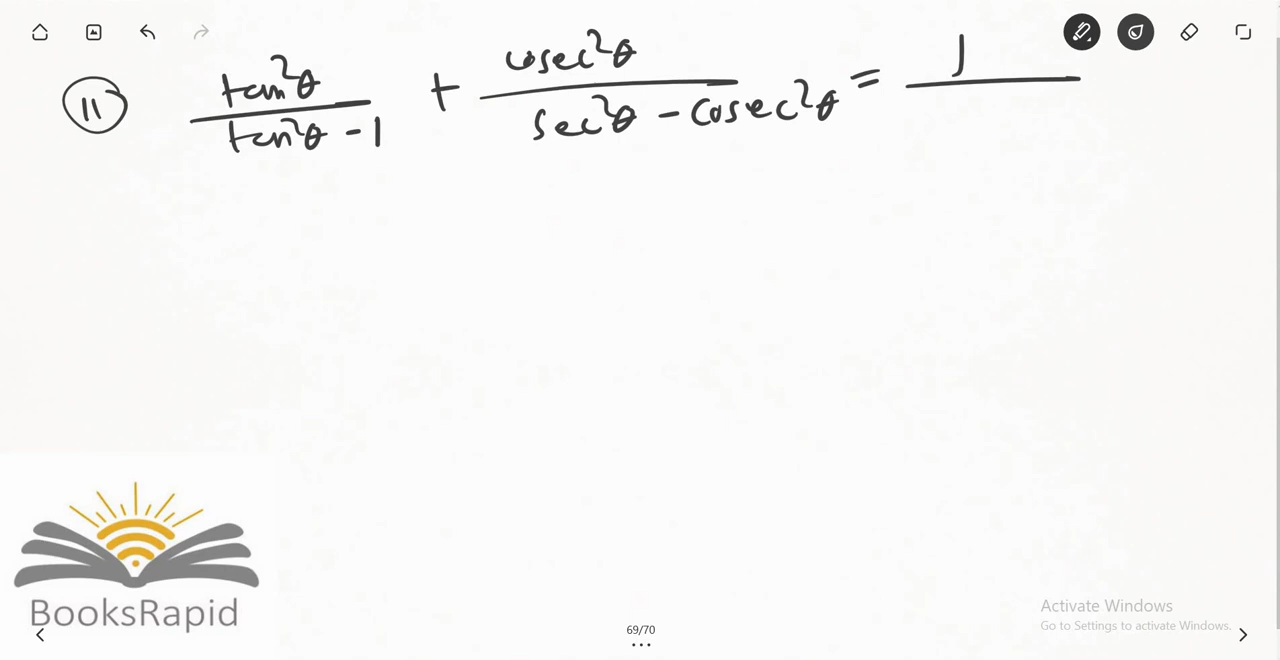 ⑪ tan²θ/(tan²θ - 1) + cosec²θ/(sec²θ - cosec²θ) = 1/
BooksRapid
Activate Windows
Go to Settings to activate Windows.
69/70